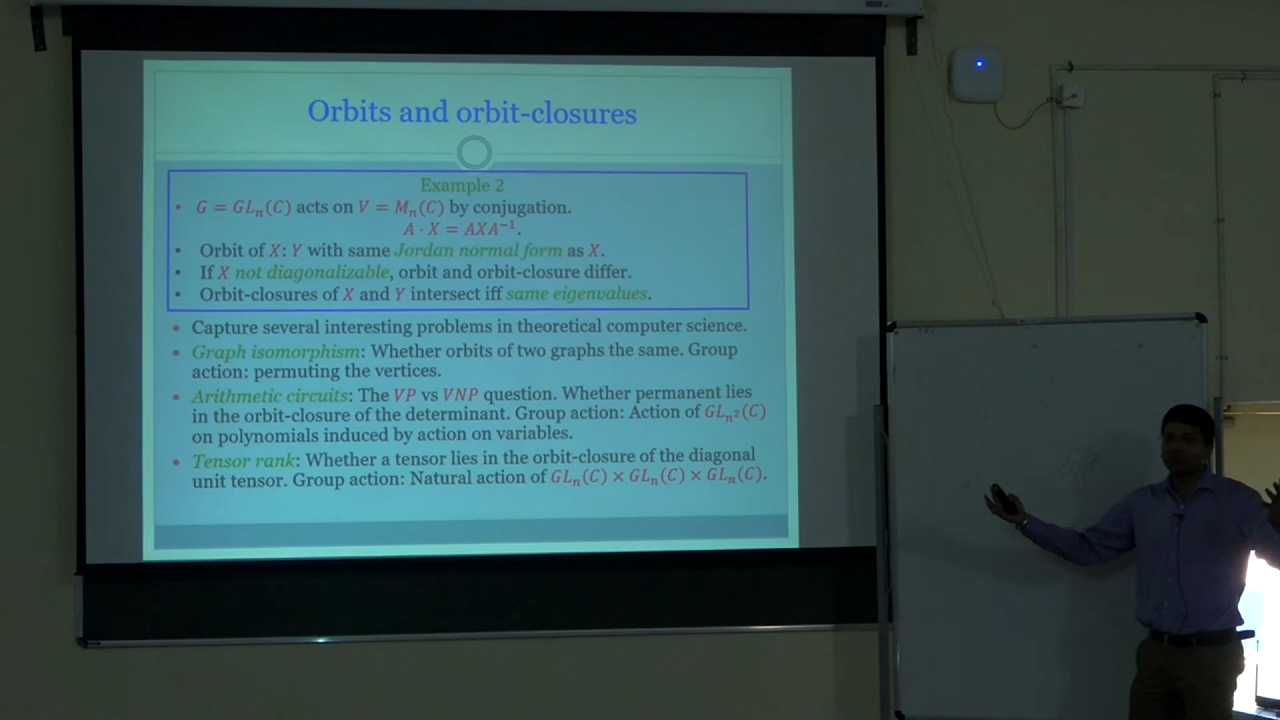 Orbits and orbit-closures
Example 2
• G = GLₙ(C) acts on V = Mₙ(C) by conjugation.
A · X = AXA⁻¹.
• Orbit of X: Y with same Jordan normal form as X.
• If X not diagonalizable, orbit and orbit-closure differ.
• Orbit-closures of X and Y intersect iff same eigenvalues.
• Capture several interesting problems in theoretical computer science.
• Graph isomorphism: Whether orbits of two graphs the same. Group
action: permuting the vertices.
• Arithmetic circuits: The VP vs VNP question. Whether permanent lies
in the orbit-closure of the determinant. Group action: Action of GLₙ²(C)
on polynomials induced by action on variables.
• Tensor rank: Whether a tensor lies in the orbit-closure of the diagonal
unit tensor. Group action: Natural action of GLₙ(C) × GLₙ(C) × GLₙ(C).